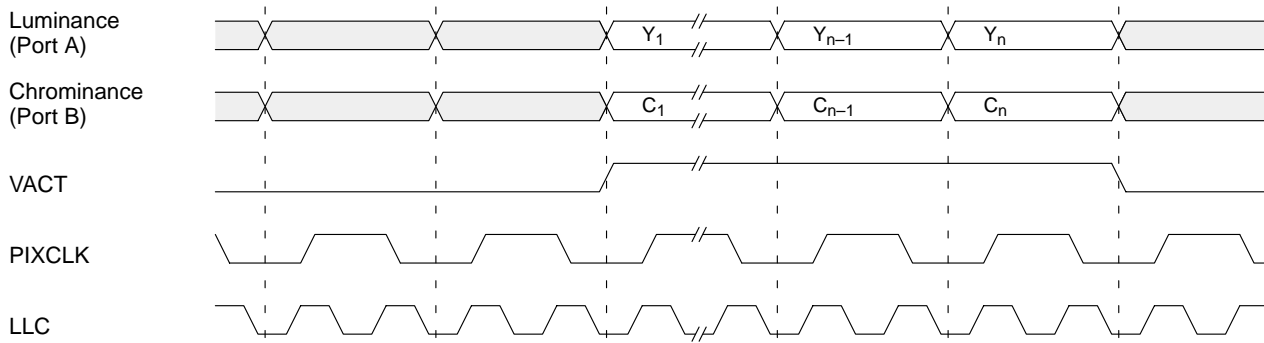 Luminance
(Port A)
Y₁ Yₙ₋₁ Yₙ
Chrominance
(Port B)
C₁ Cₙ₋₁ Cₙ
VACT
PIXCLK
LLC